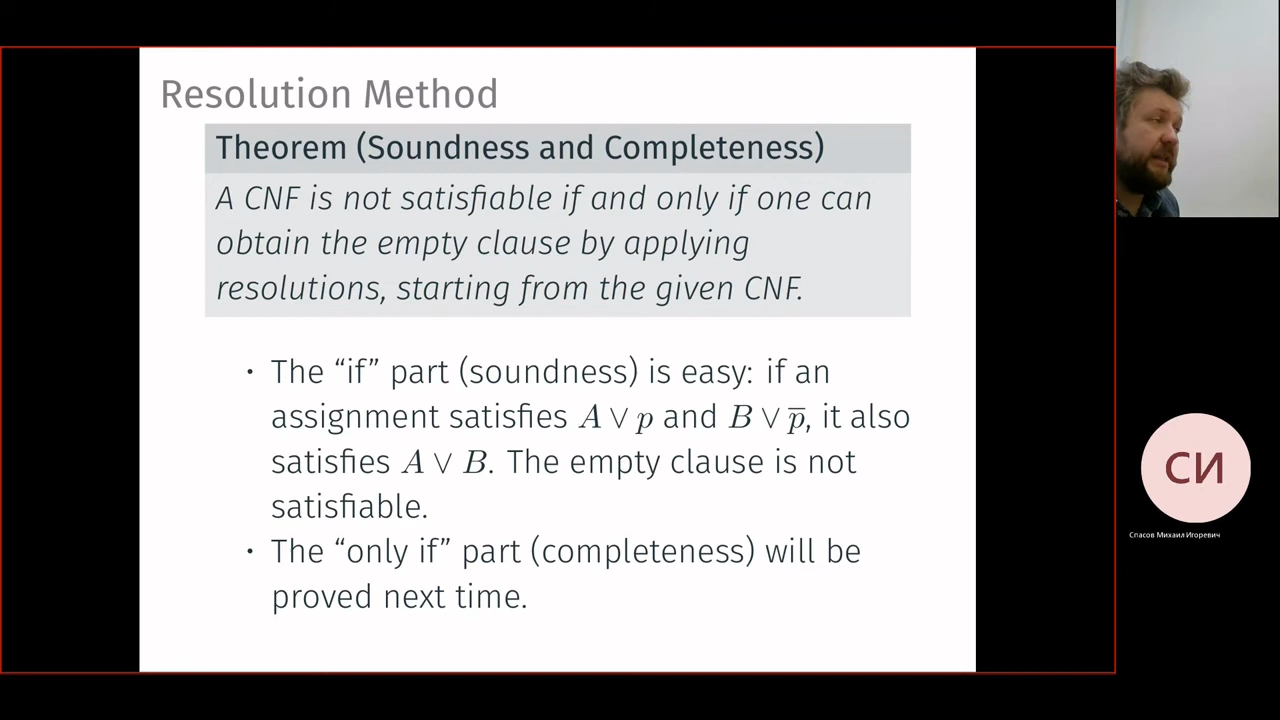 Resolution Method
Theorem (Soundness and Completeness)
A CNF is not satisfiable if and only if one can
obtain the empty clause by applying
resolutions, starting from the given CNF.
• The “if” part (soundness) is easy: if an
assignment satisfies A ∨ p and B ∨ p̅, it also
satisfies A ∨ B. The empty clause is not
satisfiable.
• The “only if” part (completeness) will be
proved next time.
СИ
Спасов Михаил Игоревич